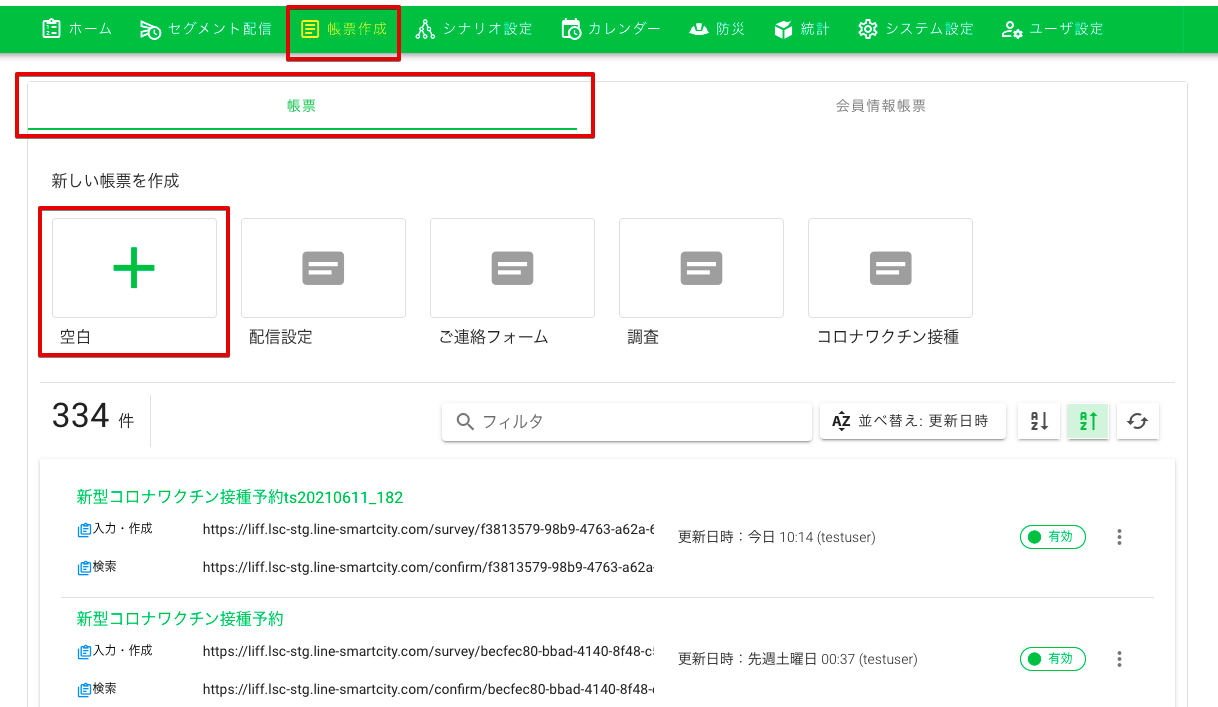 ホーム セグメント配信 帳票作成 シナリオ設定 カレンダー 防災 統計 システム設定 ユーザ設定
帳票 会員情報帳票
新しい帳票を作成
空白 配信設定 ご連絡フォーム 調査 コロナワクチン接種
334 件 フィルタ AZ 並べ替え: 更新日時 AZ AZ
新型コロナワクチン接種予約ts20210611_182
入力・作成 https://liff.lsc-stg.line-smartcity.com/survey/f3813579-98b9-4763-a62a-6
更新日時：今日 10:14 (testuser) 有効
検索 https://liff.lsc-stg.line-smartcity.com/confirm/f3813579-98b9-4763-a62a
新型コロナワクチン接種予約
入力・作成 https://liff.lsc-stg.line-smartcity.com/survey/becfec80-bbad-4140-8f48-c
更新日時：先週土曜日 00:37 (testuser) 有効
検索 https://liff.lsc-stg.line-smartcity.com/confirm/becfec80-bbad-4140-8f48-